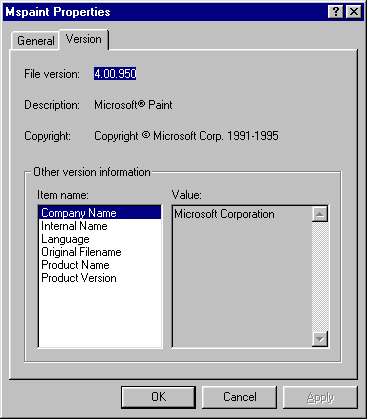 Mspaint Properties
General Version
File version: 4.00.950
Description: Microsoft® Paint
Copyright: Copyright © Microsoft Corp. 1991-1995
Other version information
Item name: Value:
Company Name Microsoft Corporation
Internal Name
Language
Original Filename
Product Name
Product Version
OK Cancel Apply